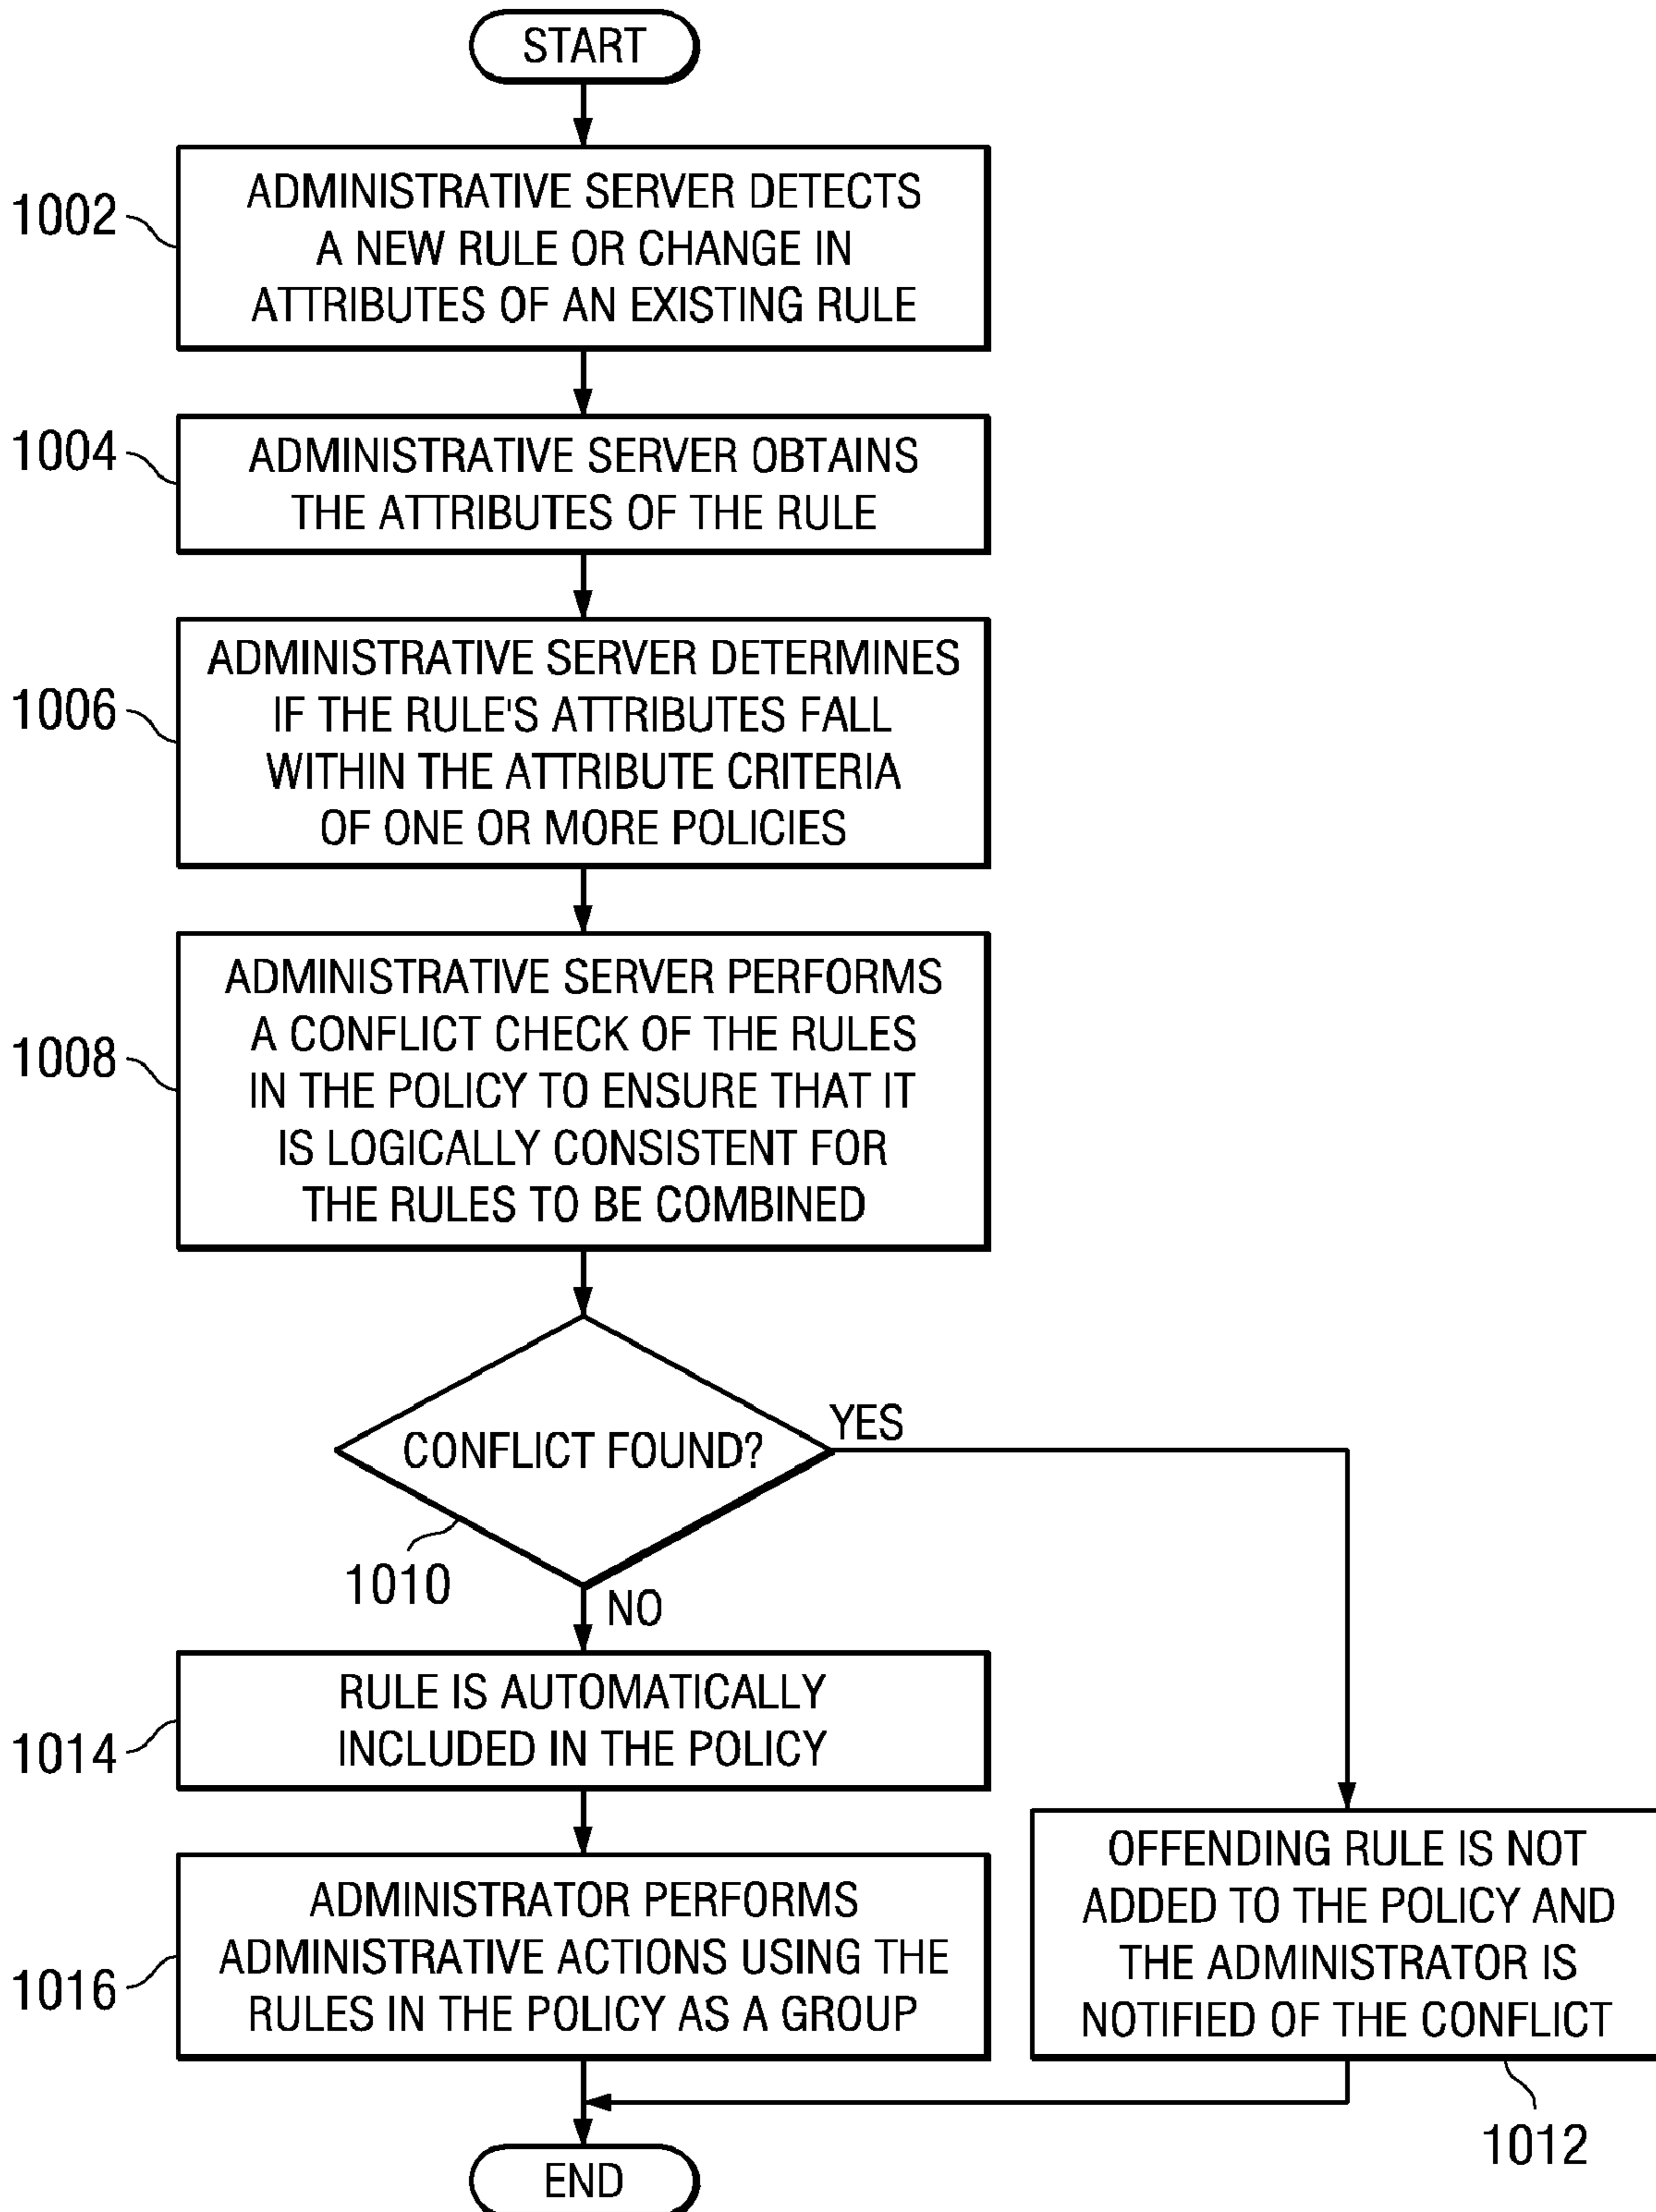 START
1002
ADMINISTRATIVE SERVER DETECTS
A NEW RULE OR CHANGE IN
ATTRIBUTES OF AN EXISTING RULE
1004
ADMINISTRATIVE SERVER OBTAINS
THE ATTRIBUTES OF THE RULE
1006
ADMINISTRATIVE SERVER DETERMINES
IF THE RULE'S ATTRIBUTES FALL
WITHIN THE ATTRIBUTE CRITERIA
OF ONE OR MORE POLICIES
1008
ADMINISTRATIVE SERVER PERFORMS
A CONFLICT CHECK OF THE RULES
IN THE POLICY TO ENSURE THAT IT
IS LOGICALLY CONSISTENT FOR
THE RULES TO BE COMBINED
CONFLICT FOUND?
YES
1010
NO
1014
RULE IS AUTOMATICALLY
INCLUDED IN THE POLICY
1016
ADMINISTRATOR PERFORMS
ADMINISTRATIVE ACTIONS USING THE
RULES IN THE POLICY AS A GROUP
OFFENDING RULE IS NOT
ADDED TO THE POLICY AND
THE ADMINISTRATOR IS
NOTIFIED OF THE CONFLICT
1012
END